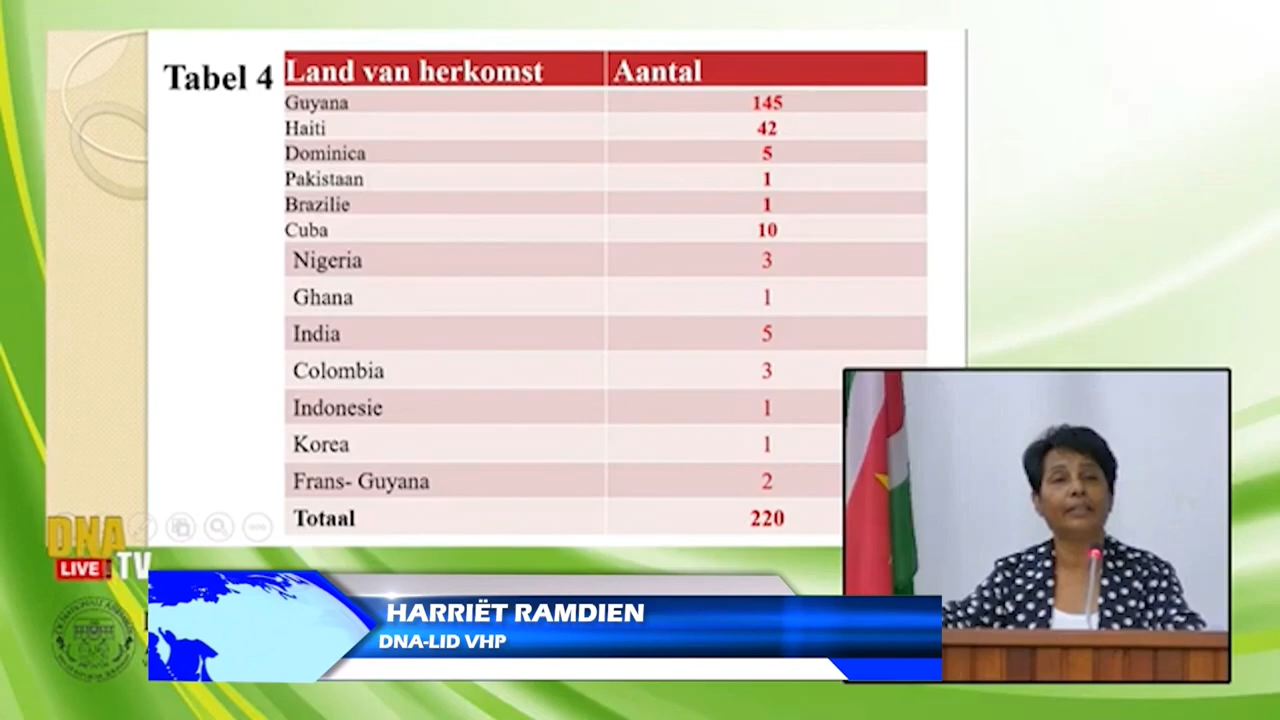 Tabel 4
Land van herkomst Aantal
Guyana 145
Haiti 42
Dominica 5
Pakistaan 1
Brazilie 1
Cuba 10
Nigeria 3
Ghana 1
India 5
Colombia 3
Indonesie 1
Korea 1
Frans- Guyana 2
Totaal 220
DNA
LIVE! TV
HARRIËT RAMDIEN
DNA-LID VHP